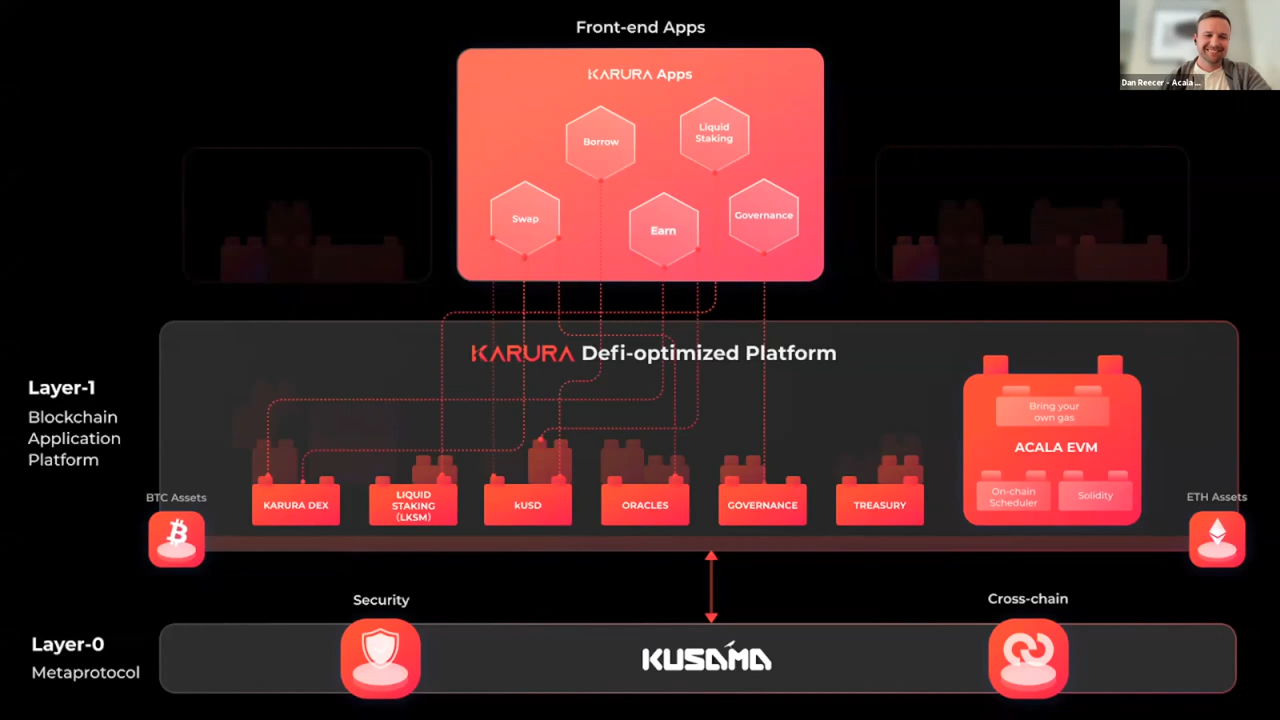 Front-end Apps
KARURA Apps
Borrow
Liquid
Staking
Swap
Earn
Governance
Dan Reecer - Acala ...
KARURA Defi-optimized Platform
Layer-1
Blockchain
Application
Platform
Bring your
own gas
ACALA EVM
On-chain
Scheduler
Solidity
BTC Assets
KARURA DEX
LIQUID
STAKING
(LKSM)
kUSD
ORACLES
GOVERNANCE
TREASURY
ETH Assets
Security
Cross-chain
Layer-0
Metaprotocol
KUSAMA